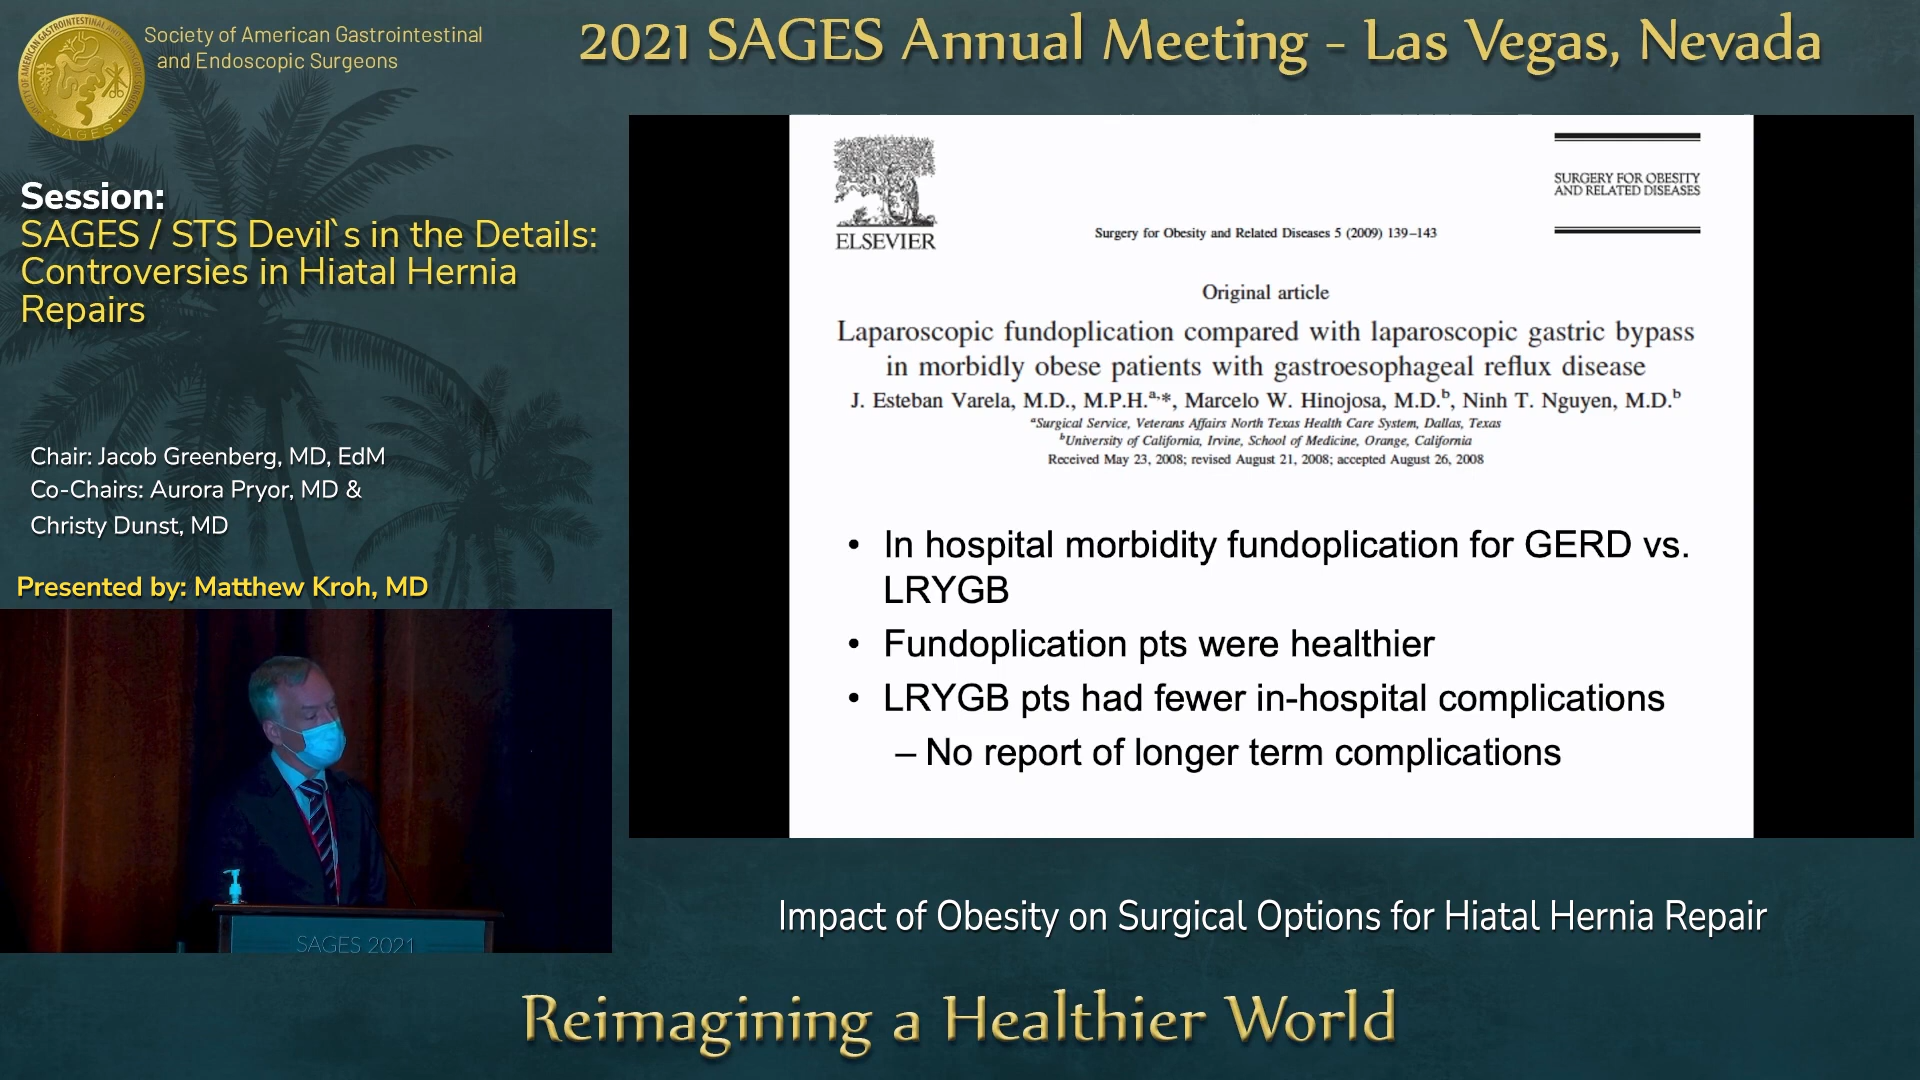 Society of American Gastrointestinal
and Endoscopic Surgeons
SAGES
2021 SAGES Annual Meeting - Las Vegas, Nevada
Session:
SAGES / STS Devil`s in the Details:
Controversies in Hiatal Hernia
Repairs
Chair: Jacob Greenberg, MD, EdM
Co-Chairs: Aurora Pryor, MD &
Christy Dunst, MD
Presented by: Matthew Kroh, MD
SAGES 2021
ELSEVIER
SURGERY FOR OBESITY
AND RELATED DISEASES
Surgery for Obesity and Related Diseases 5 (2009) 139–143
Original article
Laparoscopic fundoplication compared with laparoscopic gastric bypass
in morbidly obese patients with gastroesophageal reflux disease
J. Esteban Varela, M.D., M.P.H.a,*, Marcelo W. Hinojosa, M.D.b, Ninh T. Nguyen, M.D.b
aSurgical Service, Veterans Affairs North Texas Health Care System, Dallas, Texas
bUniversity of California, Irvine, School of Medicine, Orange, California
Received May 23, 2008; revised August 21, 2008; accepted August 26, 2008
• In hospital morbidity fundoplication for GERD vs.
LRYGB
• Fundoplication pts were healthier
• LRYGB pts had fewer in-hospital complications
– No report of longer term complications
Impact of Obesity on Surgical Options for Hiatal Hernia Repair
Reimagining a Healthier World